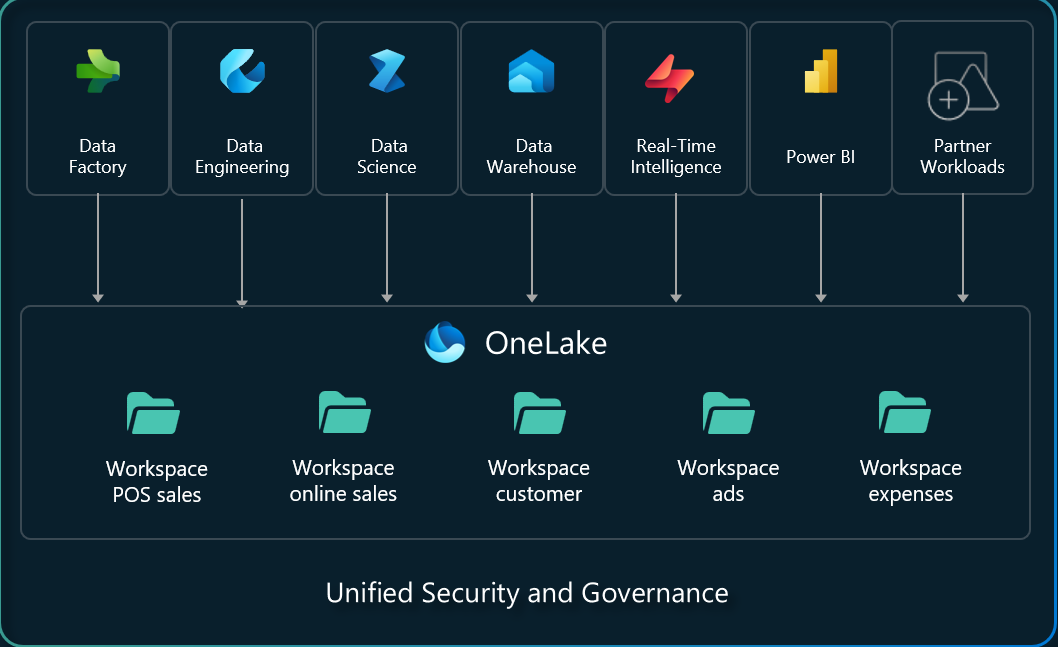 Data
Factory
Data
Engineering
Data
Science
Data
Warehouse
Real-Time
Intelligence
Power BI
Partner
Workloads
OneLake
Workspace
POS sales
Workspace
online sales
Workspace
customer
Workspace
ads
Workspace
expenses
Unified Security and Governance